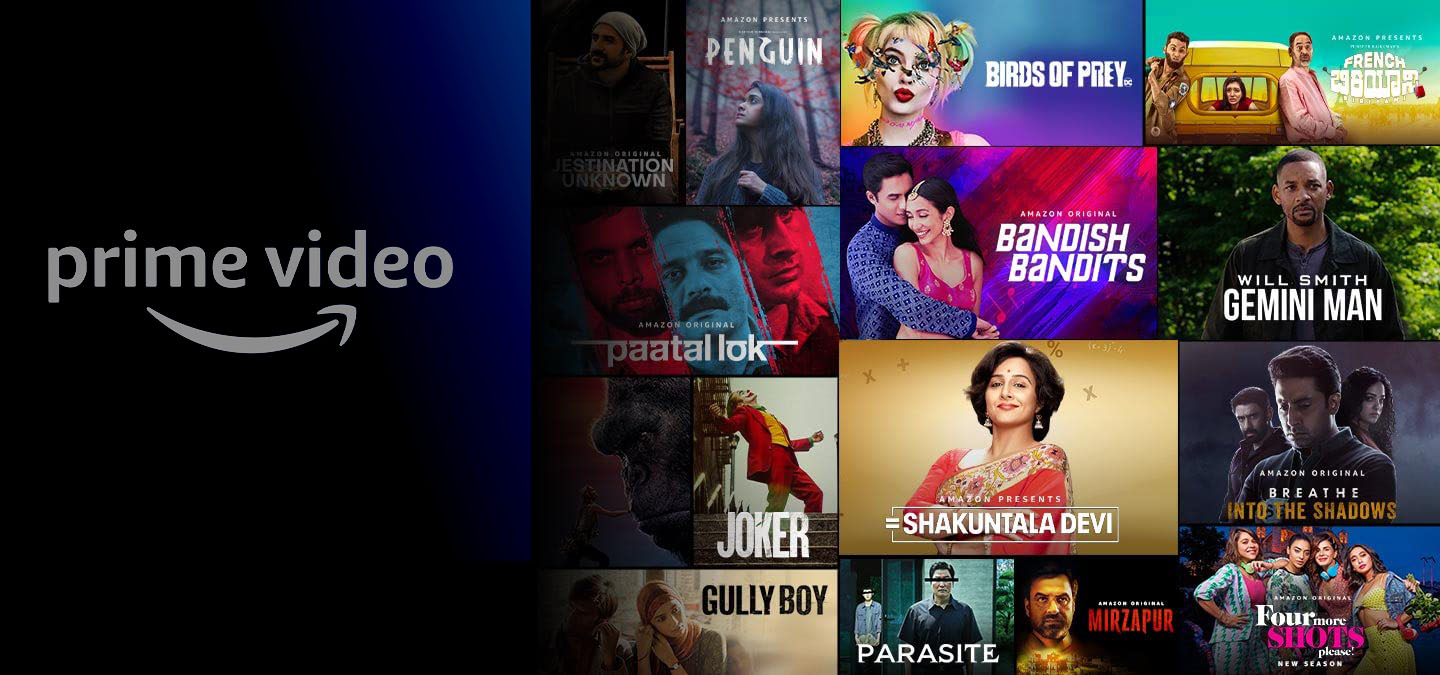 prime video
AMAZON ORIGINAL
JESTINATION
UNKNOWN
AMAZON PRESENTS
PENGUIN
BIRDS OF PREY
DC
AMAZON PRESENTS
FRENCH
ಬಿರಿಯಾನಿ
AMAZON ORIGINAL
paatal lok
AMAZON ORIGINAL
BANDISH
BANDITS
WILL SMITH
GEMINI MAN
JOKER
AMAZON PRESENTS
=SHAKUNTALA DEVI
AMAZON ORIGINAL
BREATHE
INTO THE SHADOWS
GULLY BOY
PARASITE
AMAZON ORIGINAL
MIRZAPUR
AMAZON ORIGINAL
Four more
SHOTS
please!
NEW SEASON